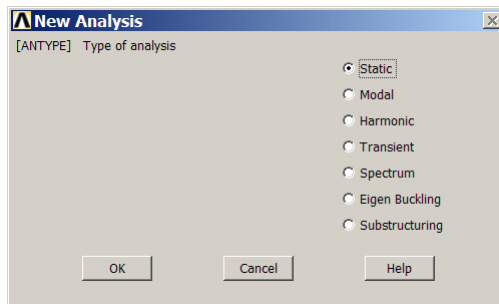 New Analysis
[ANTYPE] Type of analysis
Static
Modal
Harmonic
Transient
Spectrum
Eigen Buckling
Substructuring
OK Cancel Help